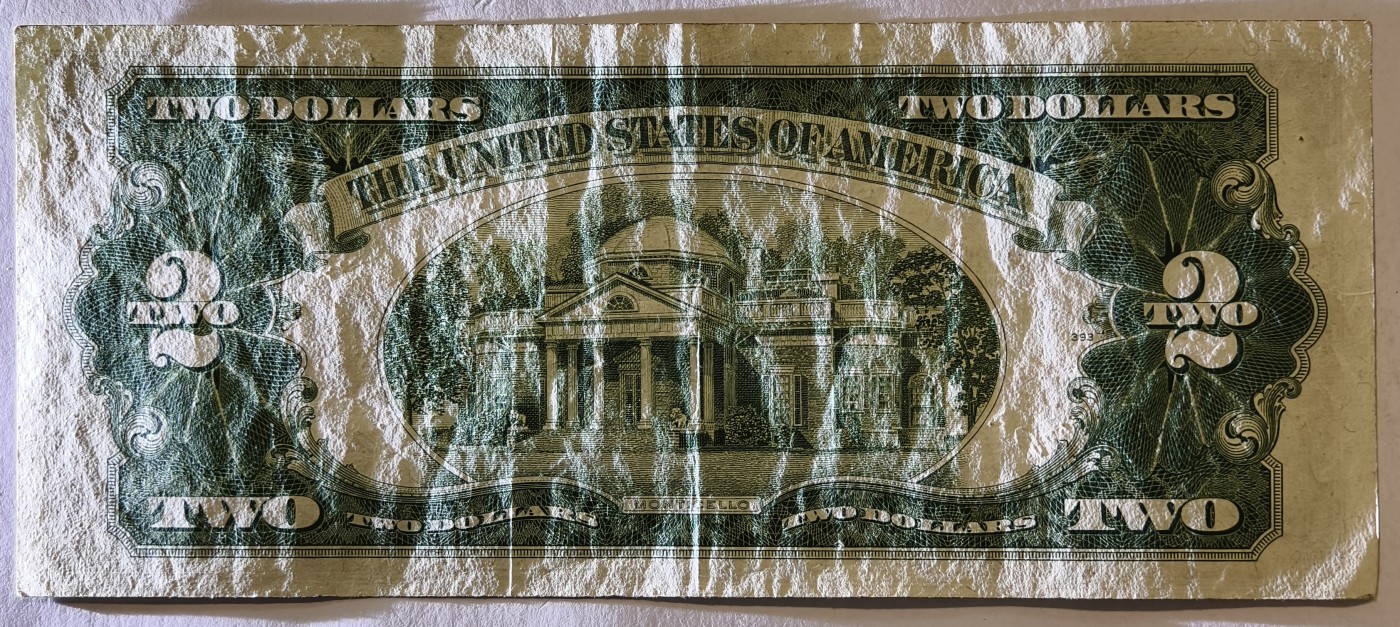 TWO DOLLARS TWO DOLLARS
THE UNITED STATES OF AMERICA
2 2
TWO TWO
393
MONTICELLO
TWO TWO DOLLARS TWO DOLLARS TWO